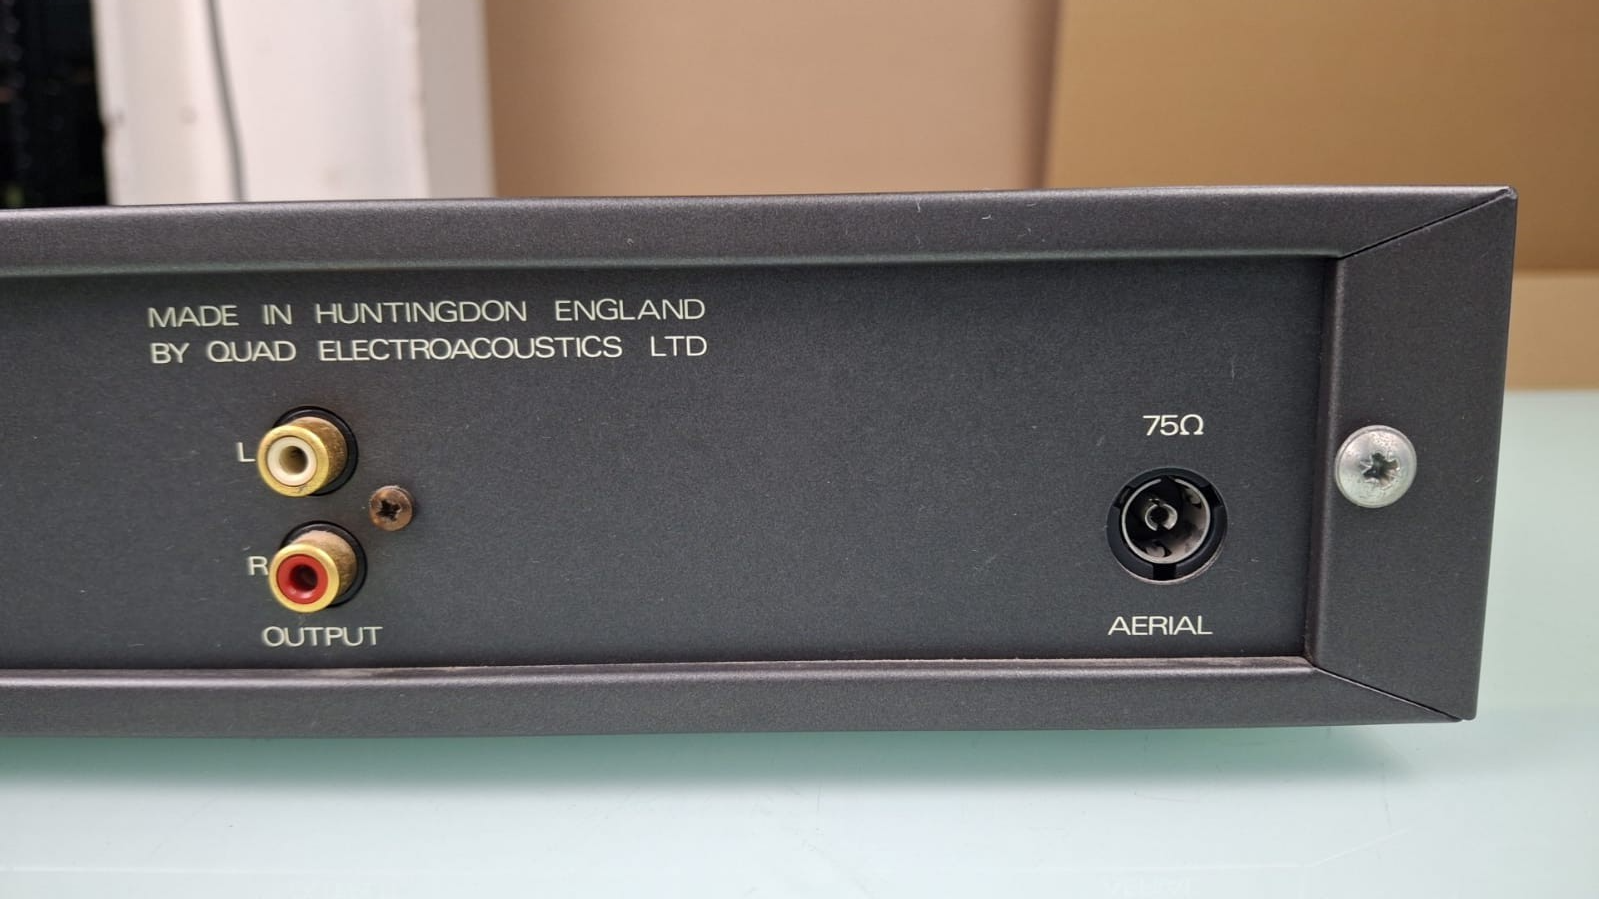 MADE IN HUNTINGDON ENGLAND
BY QUAD ELECTROACOUSTICS LTD
L
R
OUTPUT
75Ω
AERIAL